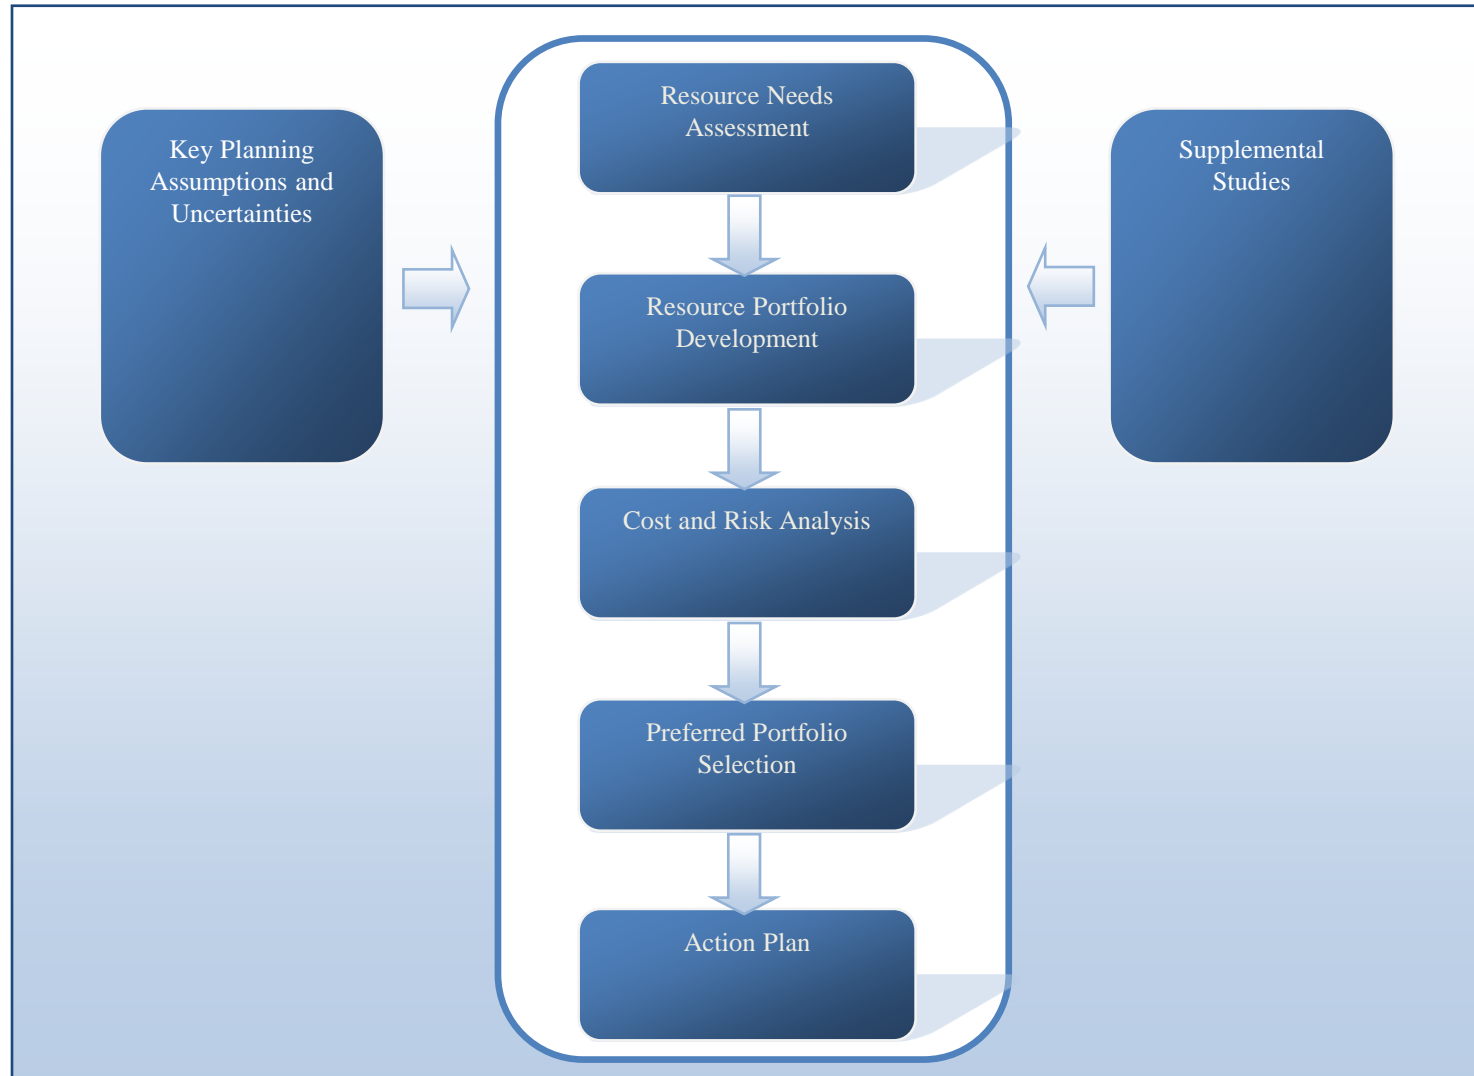 Resource Needs
Assessment
Key Planning
Assumptions and
Uncertainties
Supplemental
Studies
Resource Portfolio
Development
Cost and Risk Analysis
Preferred Portfolio
Selection
Action Plan